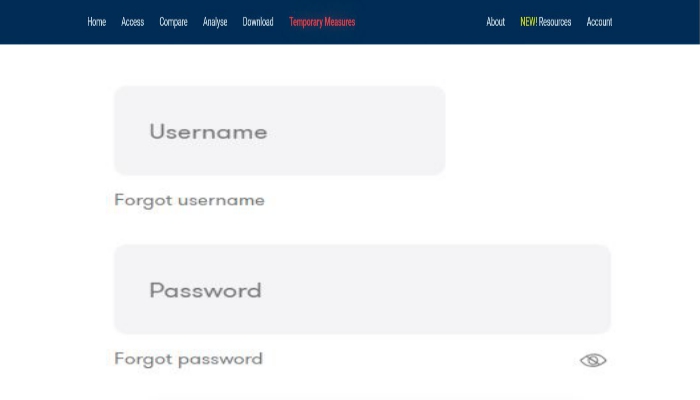 Home Access Compare Analyse Download Temporary Measures About NEW! Resources Account
Username
Forgot username
Password
Forgot password